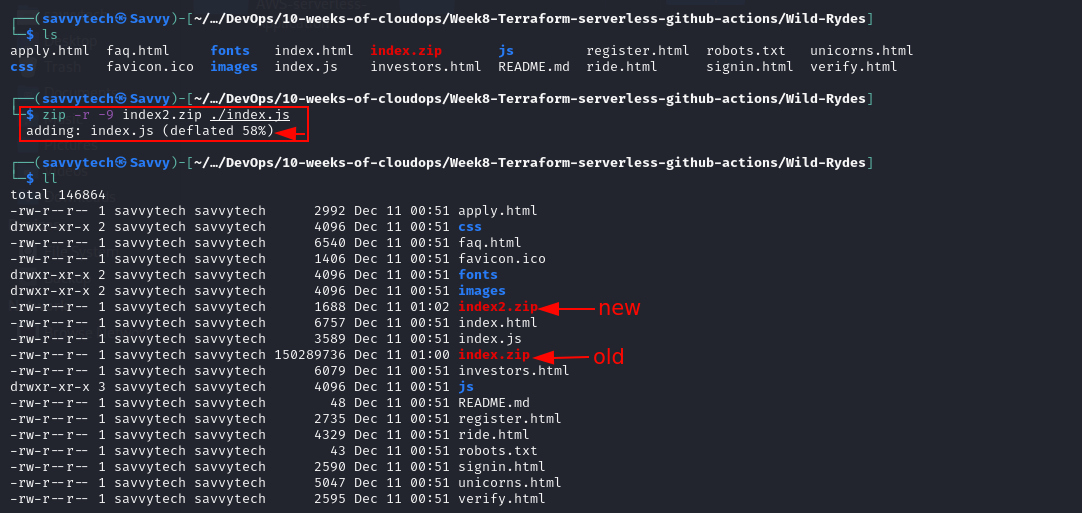 ┌──(savvytech㉿Savvy)-[~/…/DevOps/10-weeks-of-cloudops/Week8-Terraform-serverless-github-actions/Wild-Rydes]
└─$ ls
apply.html  faq.html     fonts   index.html  index.zip       js         register.html  robots.txt   unicorns.html
css         favicon.ico  images  index.js    investors.html  README.md  ride.html      signin.html  verify.html
┌──(savvytech㉿Savvy)-[~/…/DevOps/10-weeks-of-cloudops/Week8-Terraform-serverless-github-actions/Wild-Rydes]
└─$ zip -r -9 index2.zip ./index.js
adding: index.js (deflated 58%)
┌──(savvytech㉿Savvy)-[~/…/DevOps/10-weeks-of-cloudops/Week8-Terraform-serverless-github-actions/Wild-Rydes]
└─$ ll
total 146864
-rw-r--r-- 1 savvytech savvytech      2992 Dec 11 00:51 apply.html
drwxr-xr-x 2 savvytech savvytech      4096 Dec 11 00:51 css
-rw-r--r-- 1 savvytech savvytech      6540 Dec 11 00:51 faq.html
-rw-r--r-- 1 savvytech savvytech      1406 Dec 11 00:51 favicon.ico
drwxr-xr-x 2 savvytech savvytech      4096 Dec 11 00:51 fonts
drwxr-xr-x 2 savvytech savvytech      4096 Dec 11 00:51 images
-rw-r--r-- 1 savvytech savvytech      1688 Dec 11 01:02 index2.zip new
-rw-r--r-- 1 savvytech savvytech      6757 Dec 11 00:51 index.html
-rw-r--r-- 1 savvytech savvytech      3589 Dec 11 00:51 index.js
-rw-r--r-- 1 savvytech savvytech 150289736 Dec 11 01:00 index.zip old
-rw-r--r-- 1 savvytech savvytech      6079 Dec 11 00:51 investors.html
drwxr-xr-x 3 savvytech savvytech      4096 Dec 11 00:51 js
-rw-r--r-- 1 savvytech savvytech        48 Dec 11 00:51 README.md
-rw-r--r-- 1 savvytech savvytech      2735 Dec 11 00:51 register.html
-rw-r--r-- 1 savvytech savvytech      4329 Dec 11 00:51 ride.html
-rw-r--r-- 1 savvytech savvytech        43 Dec 11 00:51 robots.txt
-rw-r--r-- 1 savvytech savvytech      2590 Dec 11 00:51 signin.html
-rw-r--r-- 1 savvytech savvytech      5047 Dec 11 00:51 unicorns.html
-rw-r--r-- 1 savvytech savvytech      2595 Dec 11 00:51 verify.html